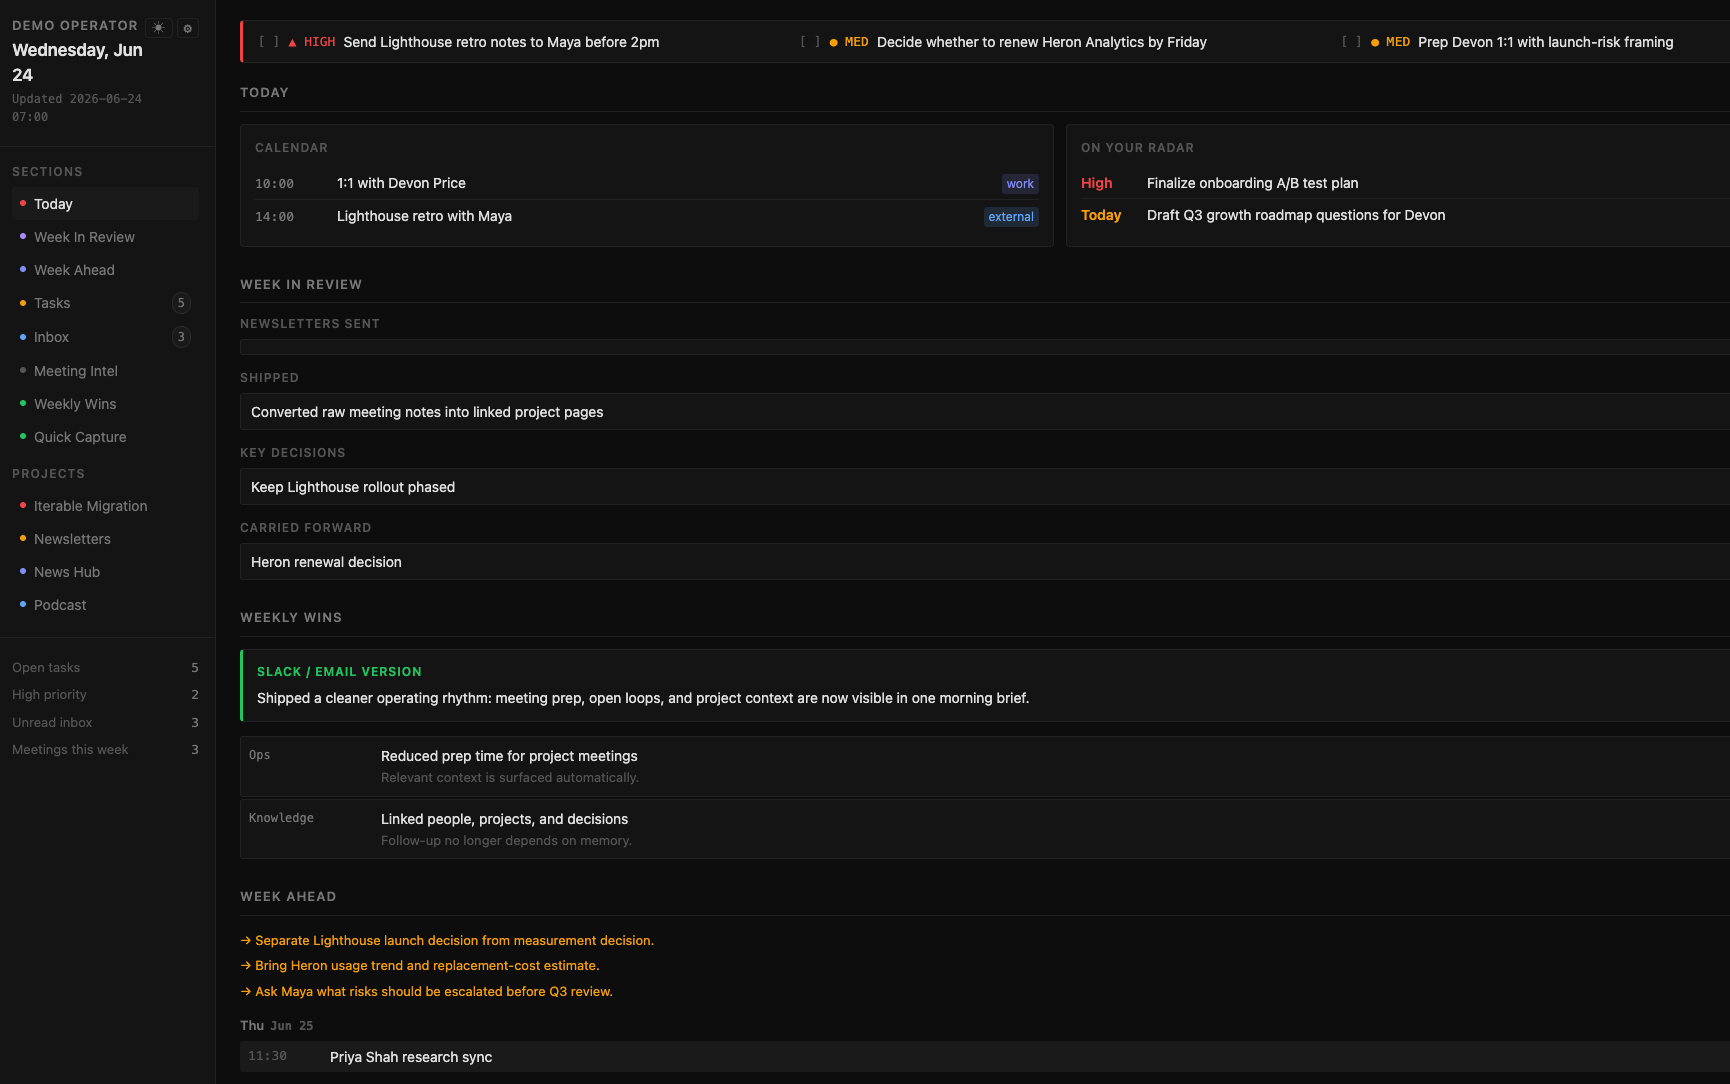 DEMO OPERATOR
Wednesday, Jun
24
Updated 2026-06-24
07:00
SECTIONS
Today
Week In Review
Week Ahead
Tasks 5
Inbox 3
Meeting Intel
Weekly Wins
Quick Capture
PROJECTS
Iterable Migration
Newsletters
News Hub
Podcast
Open tasks 5
High priority 2
Unread inbox 3
Meetings this week 3
[ ] ▲ HIGH Send Lighthouse retro notes to Maya before 2pm
[ ] ● MED Decide whether to renew Heron Analytics by Friday
[ ] ● MED Prep Devon 1:1 with launch-risk framing
TODAY
CALENDAR
10:00 1:1 with Devon Price work
14:00 Lighthouse retro with Maya external
ON YOUR RADAR
High Finalize onboarding A/B test plan
Today Draft Q3 growth roadmap questions for Devon
WEEK IN REVIEW
NEWSLETTERS SENT
SHIPPED
Converted raw meeting notes into linked project pages
KEY DECISIONS
Keep Lighthouse rollout phased
CARRIED FORWARD
Heron renewal decision
WEEKLY WINS
SLACK / EMAIL VERSION
Shipped a cleaner operating rhythm: meeting prep, open loops, and project context are now visible in one morning brief.
Ops Reduced prep time for project meetings
Relevant context is surfaced automatically.
Knowledge Linked people, projects, and decisions
Follow-up no longer depends on memory.
WEEK AHEAD
→ Separate Lighthouse launch decision from measurement decision.
→ Bring Heron usage trend and replacement-cost estimate.
→ Ask Maya what risks should be escalated before Q3 review.
Thu Jun 25
11:30 Priya Shah research sync